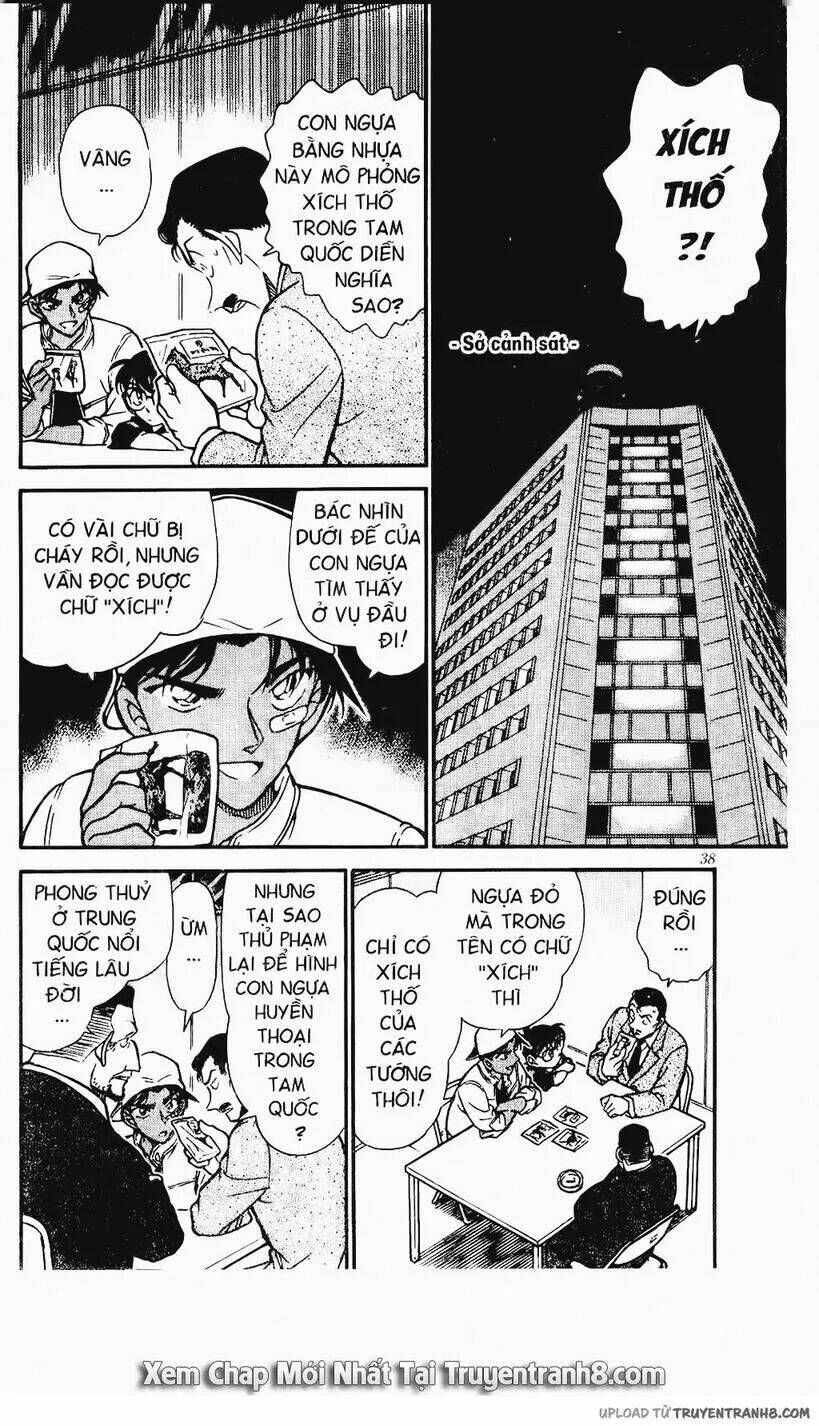 XÍCH
THỐ
?!
- Sở cảnh sát -
CON NGỰA
BẰNG NHỰA
NÀY MÔ PHỎNG
XÍCH THỐ
TRONG TAM
QUỐC DIỄN
NGHĨA
SAO?
VÂNG
...
BÁC NHÌN
DƯỚI ĐẾ CỦA
CON NGỰA
TÌM THẤY
Ở VỤ ĐẦU
ĐI!
CÓ VÀI CHỮ BỊ
CHÁY RỒI, NHƯNG
VẪN ĐỌC ĐƯỢC
CHỮ "XÍCH"!
38
ĐÚNG
RỒI
...
NGỰA ĐỎ
MÀ TRONG
TÊN CÓ CHỮ
"XÍCH"
THÌ
CHỈ CÓ
XÍCH
THỐ
CỦA
CÁC
TƯỚNG
THÔI!
NHƯNG
TẠI SAO
THỦ PHẠM
LẠI ĐỂ HÌNH
CON NGỰA
HUYỀN
THOẠI
TRONG
TAM
QUỐC
?
ỪM
...
PHONG THUỶ
Ở TRUNG
QUỐC NỔI
TIẾNG LÂU
ĐỜI
...
Xem Chap Mới Nhất Tại Truyentranh8.com
UPLOAD TỪ TRUYENTRANH8.COM